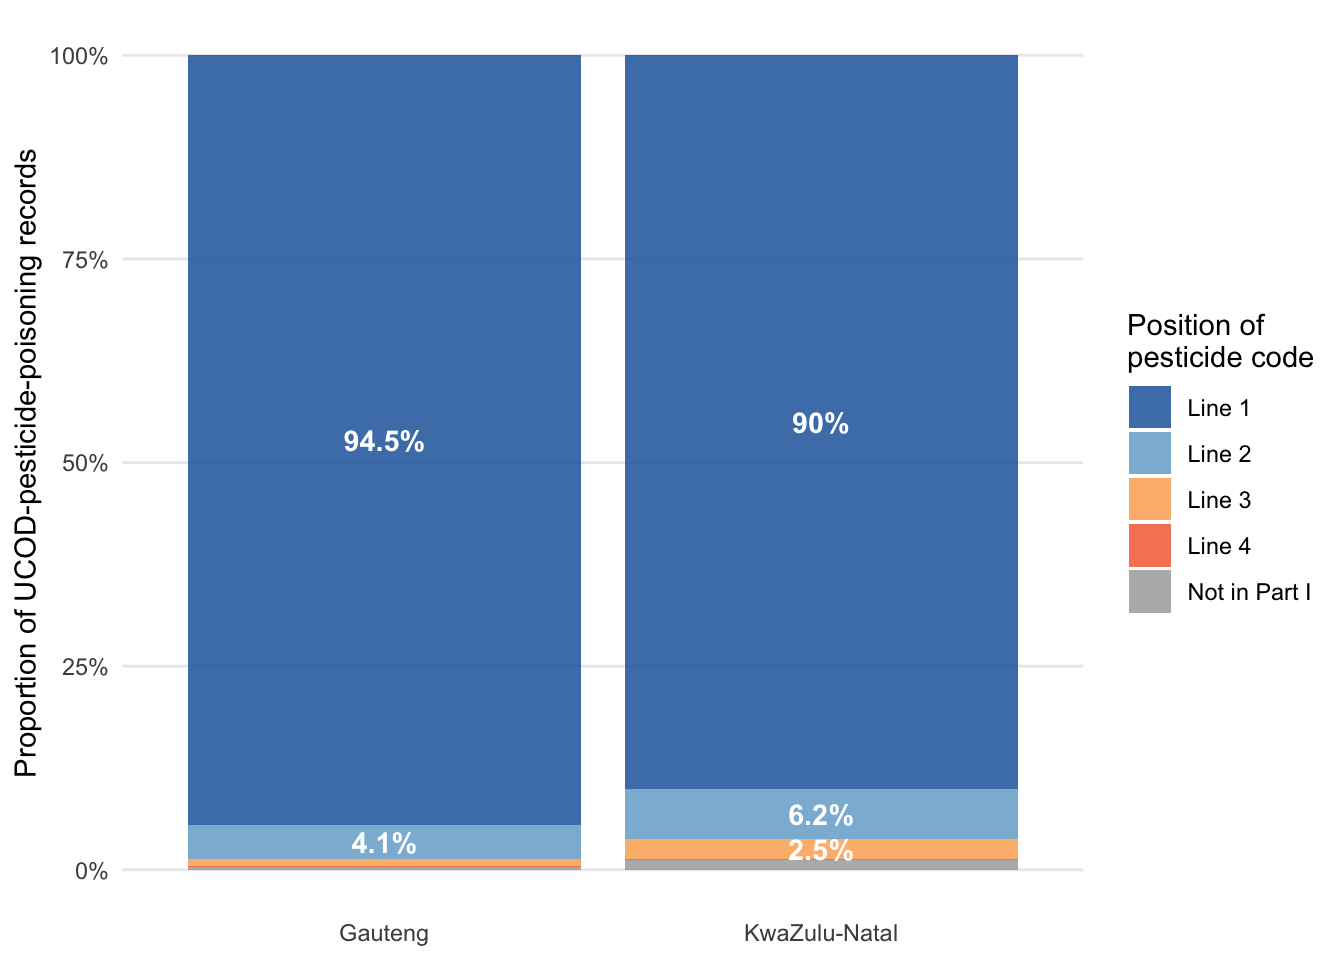 Proportion of UCOD-pesticide-poisoning records
100%
75%
50%
25%
0%
94.5%
4.1%
90%
6.2%
2.5%
Gauteng
KwaZulu-Natal
Position of
pesticide code
Line 1
Line 2
Line 3
Line 4
Not in Part I